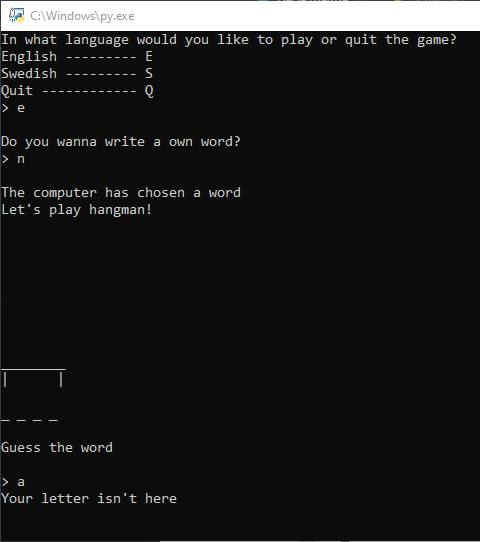 C:\Windows\py.exe
In what language would you like to play or quit the game?
English --------- E
Swedish --------- S
Quit ------------ Q
> e
Do you wanna write a own word?
> n
The computer has chosen a word
Let's play hangman!
________
|      |
_ _ _ _
Guess the word
> a
Your letter isn't here